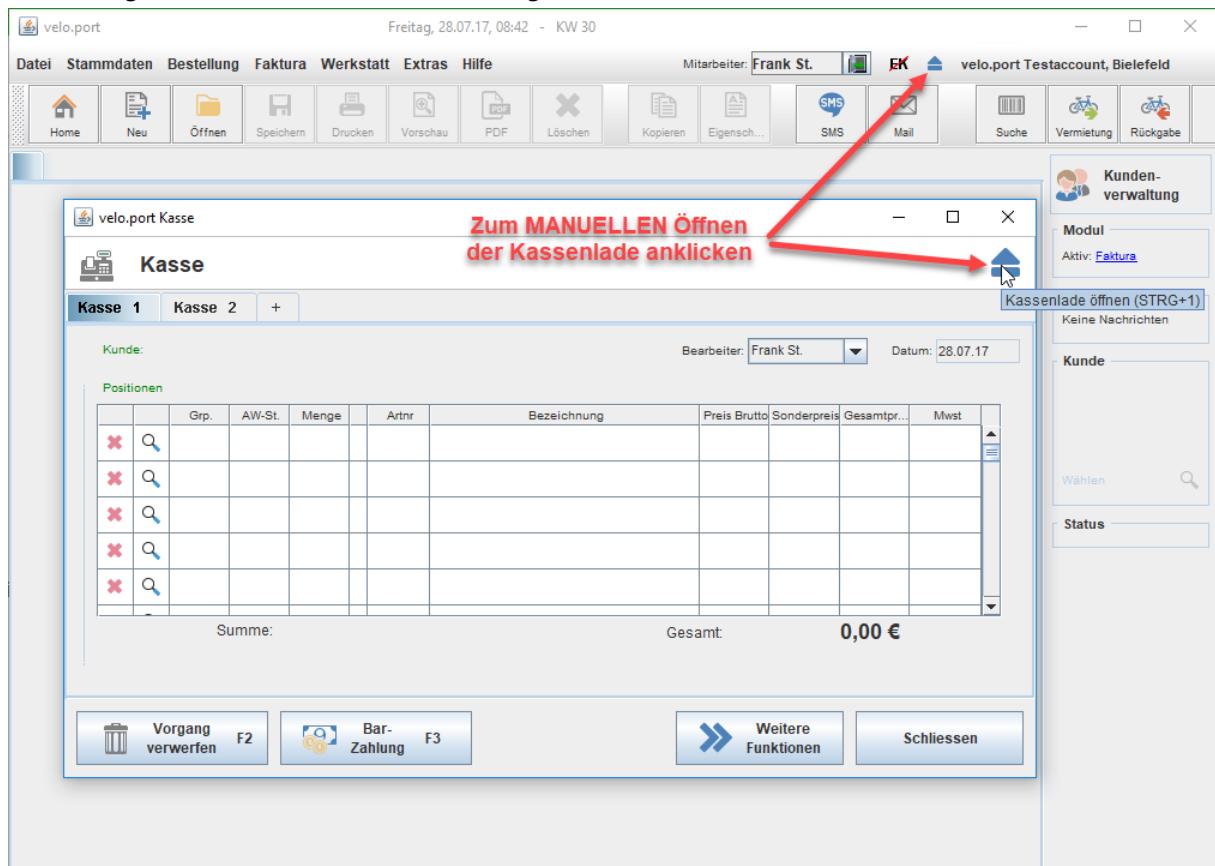 velo.port
Freitag, 28.07.17, 08:42 - KW 30
Datei Stammdaten Bestellung Faktura Werkstatt Extras Hilfe
Mitarbeiter: Frank St.
EK
velo.port Testaccount, Bielefeld
Home
Neu
Öffnen
Speichern
Drucken
Vorschau
PDF
Löschen
Kopieren
Eigensch...
SMS
Mail
Suche
Vermietung
Rückgabe
Kunden-
verwaltung
Modul
Aktiv: Faktura
Keine Nachrichten
Kunde
Wählen
Status
velo.port Kasse
Zum MANUELLEN Öffnen
der Kassenlade anklicken
Kasse
Kassenlade öffnen (STRG+1)
Kasse 1 Kasse 2 +
Kunde:
Bearbeiter: Frank St.
Datum: 28.07.17
Positionen
Grp. AW-St. Menge Artnr Bezeichnung Preis Brutto Sonderpreis Gesamtpr... Mwst
Summe:
Gesamt: 0,00 €
Vorgang
verwerfen F2
Bar-
Zahlung F3
Weitere
Funktionen
Schliessen